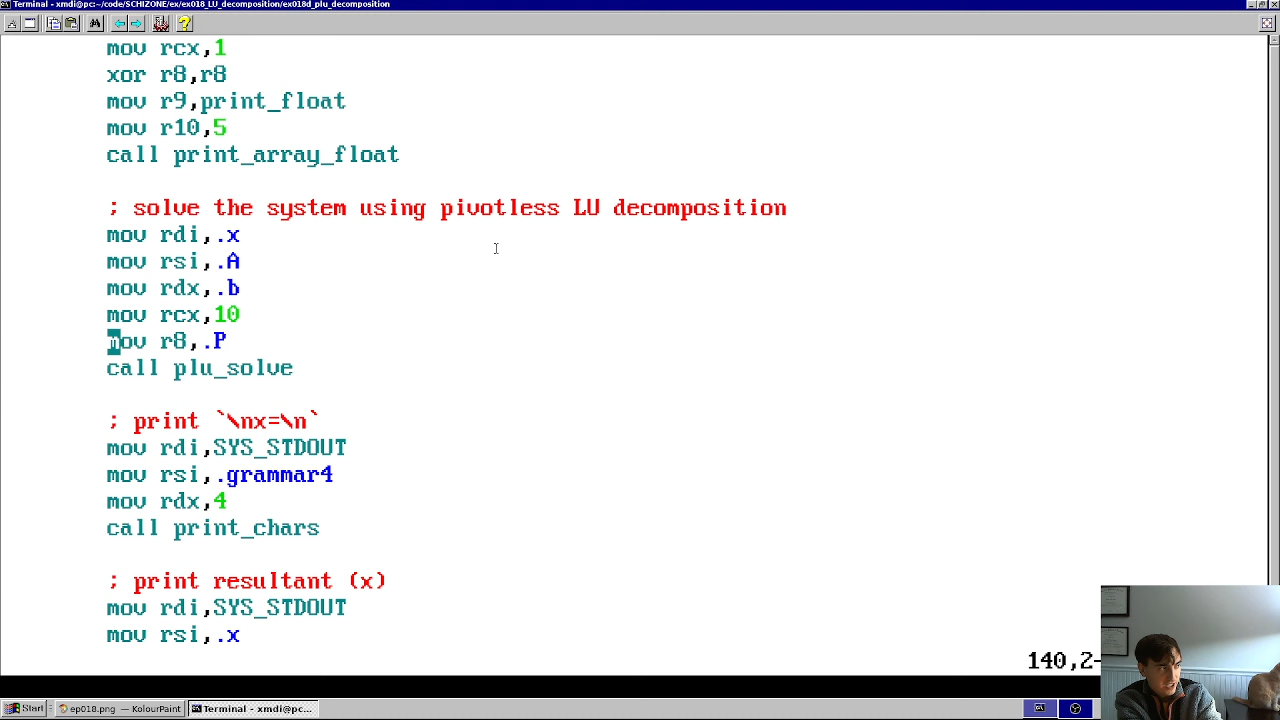 Terminal - xmdi@pc:~/code/SCHIZONE/ex/ex018_LU_decomposition/ex018d_plu_decomposition
mov rcx,1
xor r8,r8
mov r9,print_float
mov r10,5
call print_array_float
; solve the system using pivotless LU decomposition
mov rdi,.x
mov rsi,.A
mov rdx,.b
mov rcx,10
mov r8,.P
call plu_solve
; print `\nx=\n`
mov rdi,SYS_STDOUT
mov rsi,.grammar4
mov rdx,4
call print_chars
; print resultant (x)
mov rdi,SYS_STDOUT
mov rsi,.x
140,2-
Start
ep018.png — KolourPaint
Terminal - xmdi@pc...